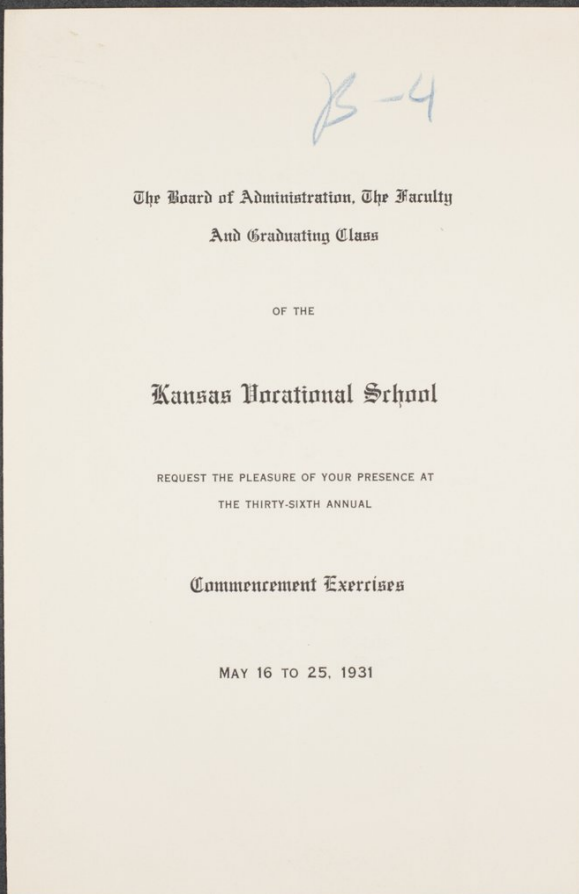 B-4
The Board of Administration, The Faculty
And Graduating Class
OF THE
Kansas Vocational School
REQUEST THE PLEASURE OF YOUR PRESENCE AT
THE THIRTY-SIXTH ANNUAL
Commencement Exercises
MAY 16 TO 25, 1931